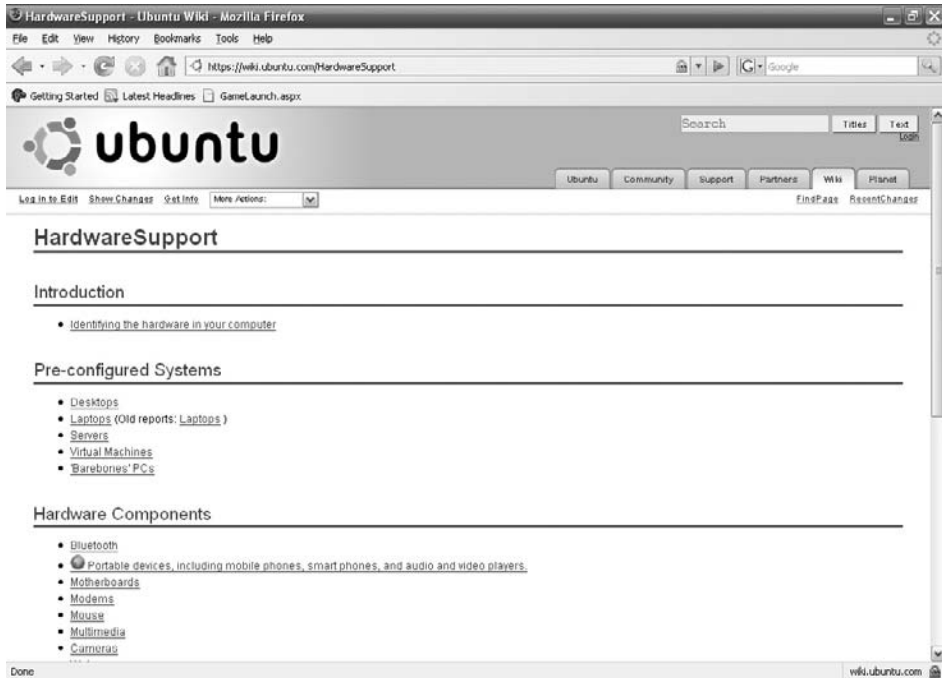 HardwareSupport - Ubuntu Wiki - Mozilla Firefox
File Edit View History Bookmarks Tools Help
https://wiki.ubuntu.com/HardwareSupport
G Google
Getting Started Latest Headlines GameLaunch.aspx
ubuntu
Search Titles Text
Login
Ubuntu Community Support Partners Wiki Planet
Log in to Edit Show Changes Get Info More Actions: FindPage RecentChanges
HardwareSupport
Introduction
• Identifying the hardware in your computer
Pre-configured Systems
• Desktops
• Laptops (Old reports: Laptops )
• Servers
• Virtual Machines
• 'Barebones' PCs
Hardware Components
• Bluetooth
• Portable devices, including mobile phones, smart phones, and audio and video players.
• Motherboards
• Modems
• Mouse
• Multimedia
• Cameras
Done wiki.ubuntu.com